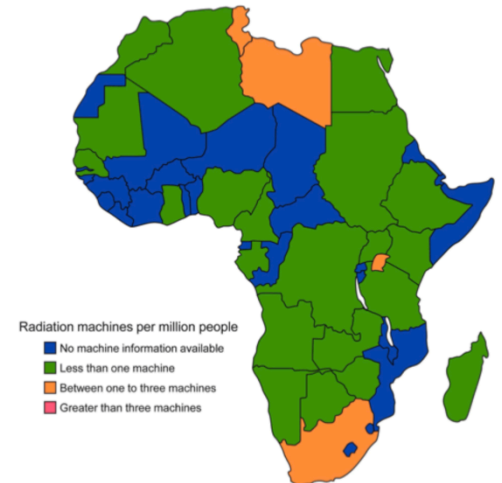 Radiation machines per million people
No machine information available
Less than one machine
Between one to three machines
Greater than three machines